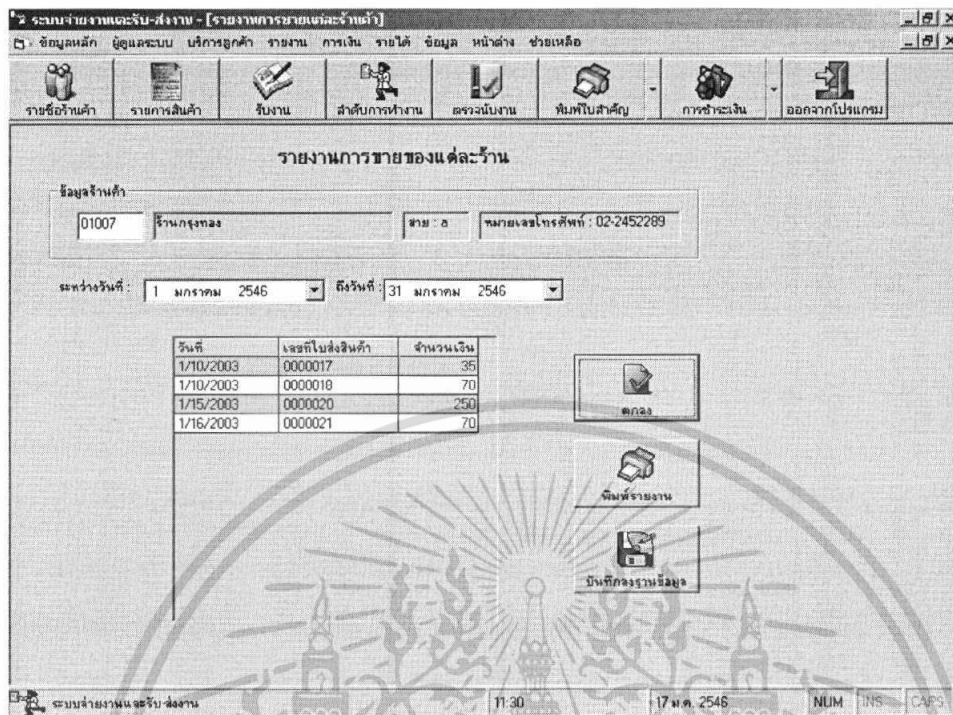 ระบบจ่ายงานและรับ-ส่งงาน - [รายงานการขายแต่ละร้านค้า]
ข้อมูลหลัก ผู้ดูแลระบบ บริการลูกค้า รายงาน การเงิน รายได้ ข้อมูล หน้าต่าง ช่วยเหลือ
รายชื่อร้านค้า รายการสินค้า รับงาน ลำดับการทำงาน ตรวจนับงาน พิมพ์ใบสำคัญ การชำระเงิน ออกจากโปรแกรม
รายงานการขายของแต่ละร้าน
ข้อมูลร้านค้า
01007 ร้านกรุงทอง สาย : a หมายเลขโทรศัพท์ : 02-2452289
ระหว่างวันที่ : 1 มกราคม 2546 ถึงวันที่ : 31 มกราคม 2546
วันที่ เลขที่ใบส่งสินค้า จำนวนเงิน
1/10/2003 0000017 35
1/10/2003 0000018 70
1/15/2003 0000020 250
1/16/2003 0000021 70
ตกลง
พิมพ์รายงาน
บันทึกลงฐานข้อมูล
ระบบจ่ายงานและรับ-ส่งงาน 11:30 17 ม.ค. 2546 NUM INS CAPS